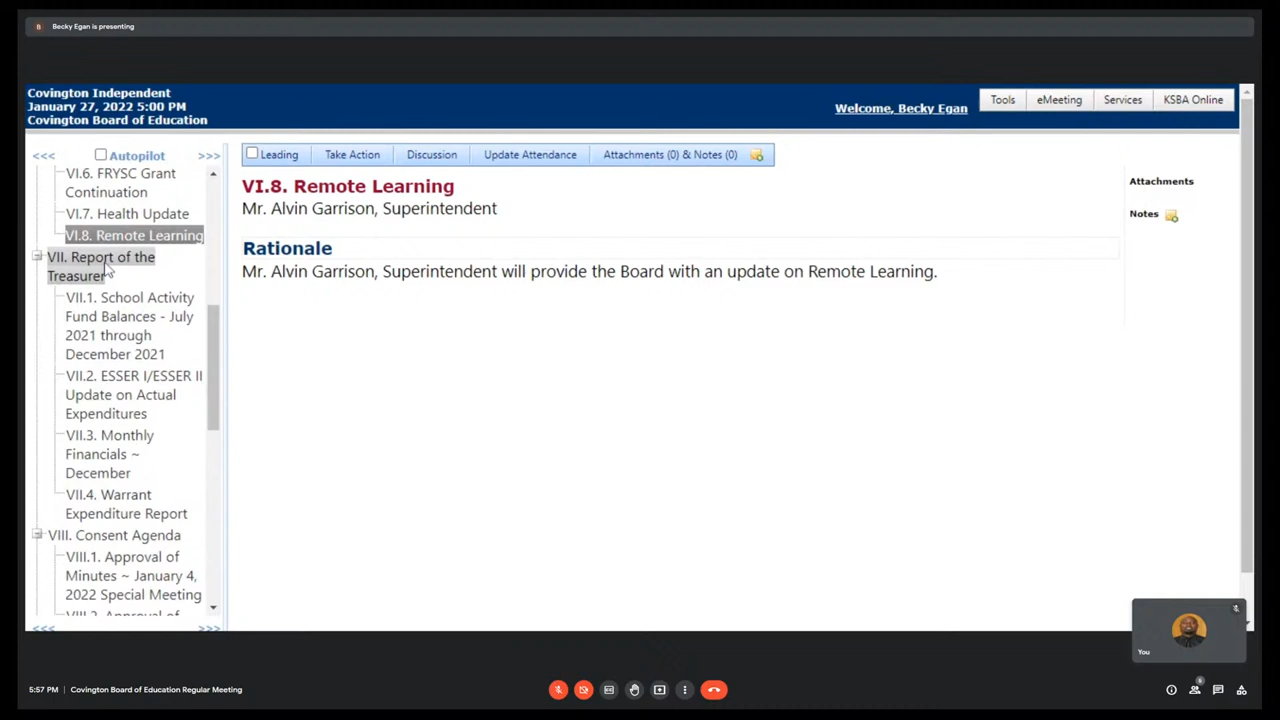 B Becky Egan is presenting
Covington Independent
January 27, 2022 5:00 PM
Covington Board of Education
Welcome, Becky Egan
Tools eMeeting Services KSBA Online
<<< Autopilot >>>
VI.6. FRYSC Grant
Continuation
VI.7. Health Update
VI.8. Remote Learning
VII. Report of the
Treasurer
VII.1. School Activity
Fund Balances - July
2021 through
December 2021
VII.2. ESSER I/ESSER II
Update on Actual
Expenditures
VII.3. Monthly
Financials ~
December
VII.4. Warrant
Expenditure Report
VIII. Consent Agenda
VIII.1. Approval of
Minutes ~ January 4,
2022 Special Meeting
VIII.2. Approval of
<<< >>>
Leading Take Action Discussion Update Attendance Attachments (0) & Notes (0)
VI.8. Remote Learning
Mr. Alvin Garrison, Superintendent
Rationale
Mr. Alvin Garrison, Superintendent will provide the Board with an update on Remote Learning.
Attachments
Notes
You
5:57 PM | Covington Board of Education Regular Meeting
CC
6